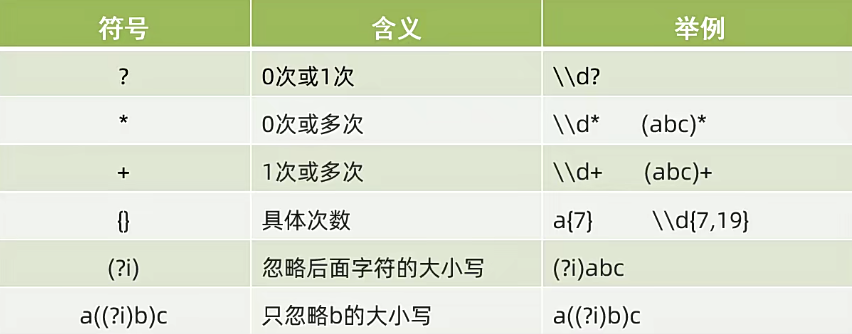 符号 含义 举例
? 0次或1次 \\d?
* 0次或多次 \\d* (abc)*
+ 1次或多次 \\d+ (abc)+
{} 具体次数 a{7} \\d{7,19}
(?i) 忽略后面字符的大小写 (?i)abc
a((?i)b)c 只忽略b的大小写 a((?i)b)c